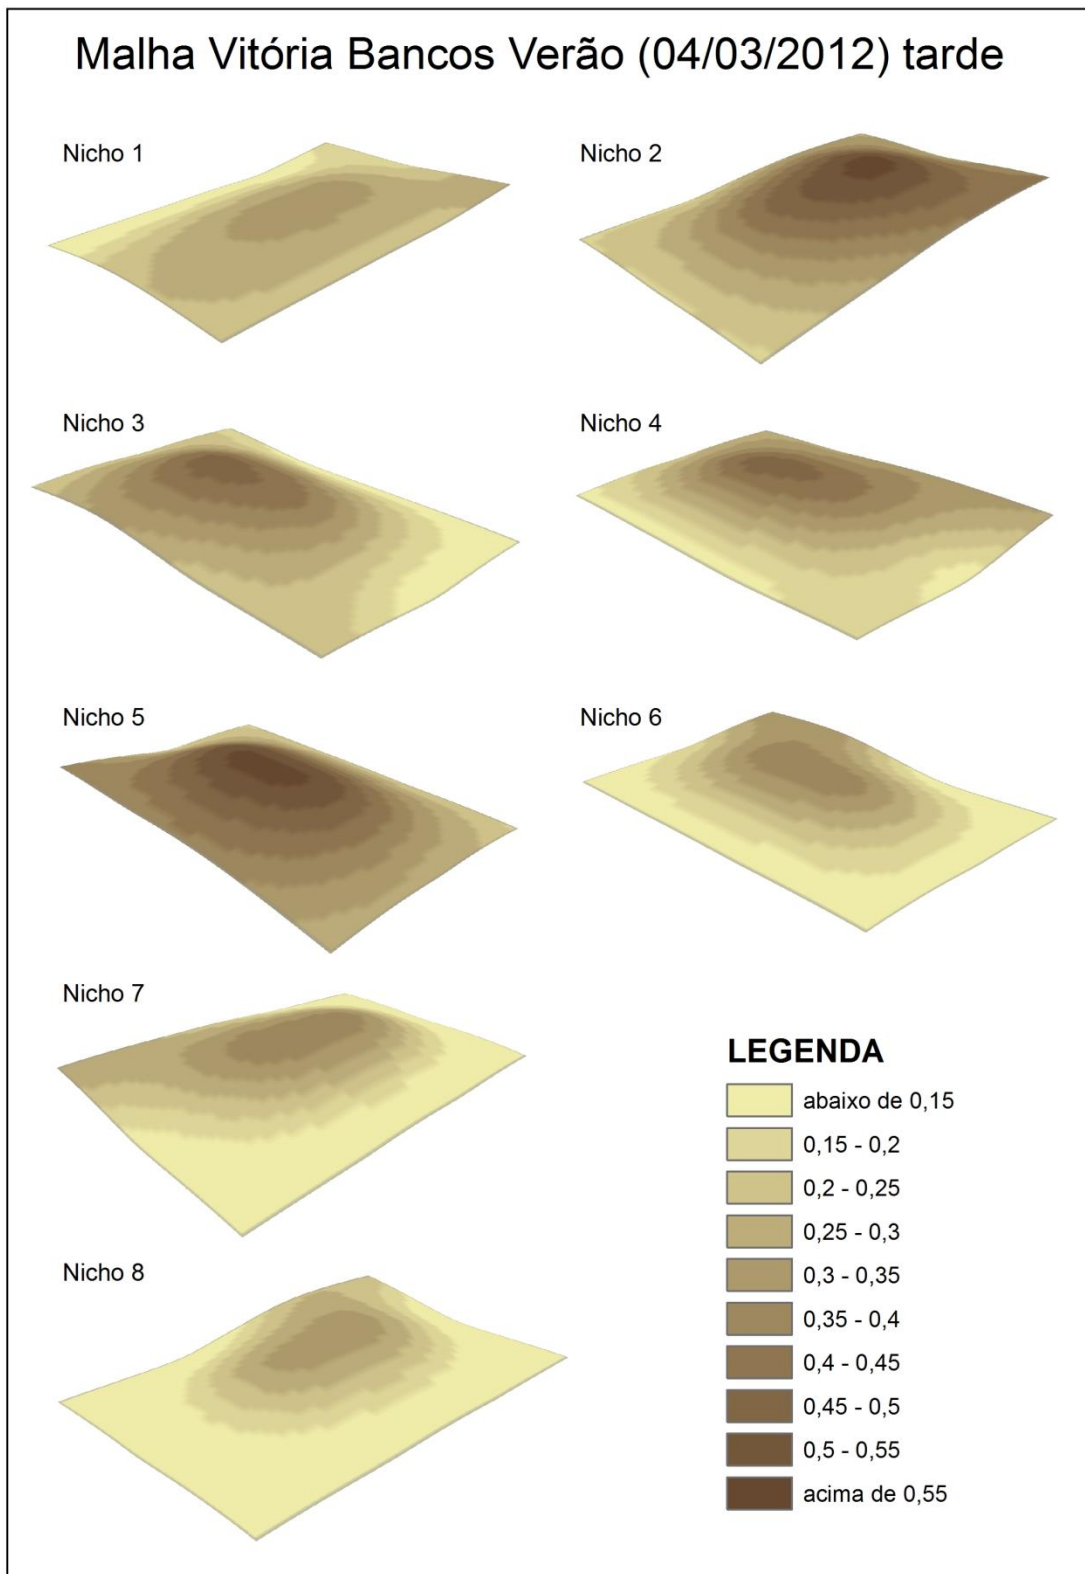 Malha Vitória Bancos Verão (04/03/2012) tarde
Nicho 1
Nicho 2
Nicho 3
Nicho 4
Nicho 5
Nicho 6
Nicho 7
Nicho 8
LEGENDA
abaixo de 0,15
0,15 - 0,2
0,2 - 0,25
0,25 - 0,3
0,3 - 0,35
0,35 - 0,4
0,4 - 0,45
0,45 - 0,5
0,5 - 0,55
acima de 0,55